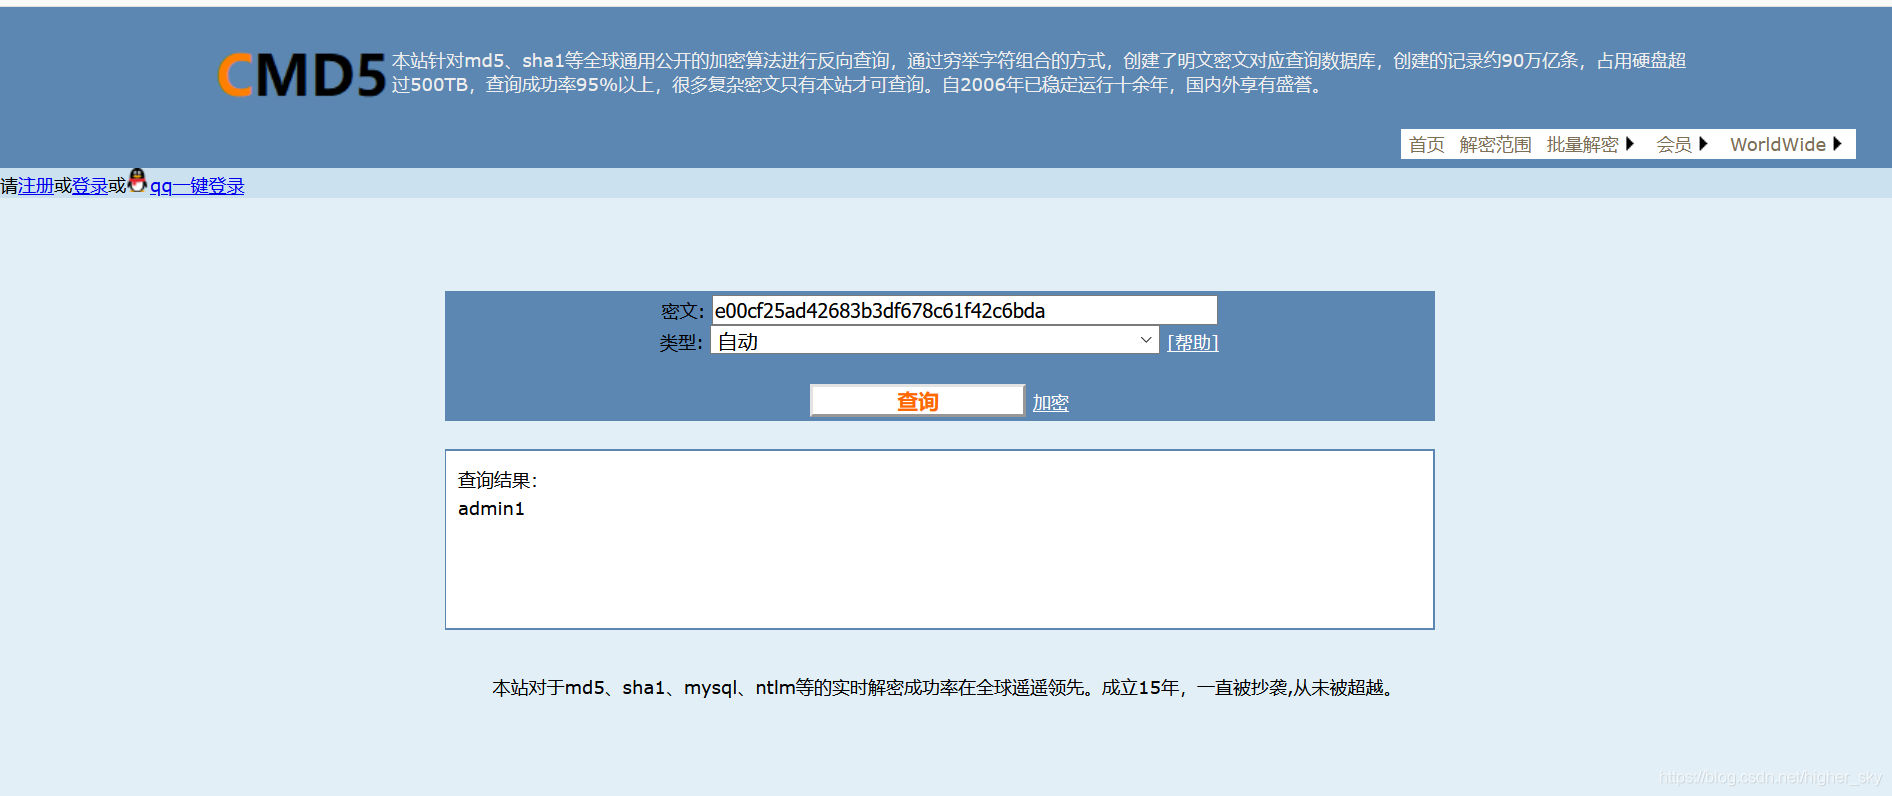 CMD5
本站针对md5、sha1等全球通用公开的加密算法进行反向查询，通过穷举字符组合的方式，创建了明文密文对应查询数据库，创建的记录约90万亿条，占用硬盘超
过500TB，查询成功率95%以上，很多复杂密文只有本站才可查询。自2006年已稳定运行十余年，国内外享有盛誉。
首页 解密范围 批量解密 会员 WorldWide
请注册或登录或qq一键登录
密文: e00cf25ad42683b3df678c61f42c6bda
类型: 自动 [帮助]
查询 加密
查询结果：
admin1
本站对于md5、sha1、mysql、ntlm等的实时解密成功率在全球遥遥领先。成立15年，一直被抄袭,从未被超越。
https://blog.csdn.net/higher_sky